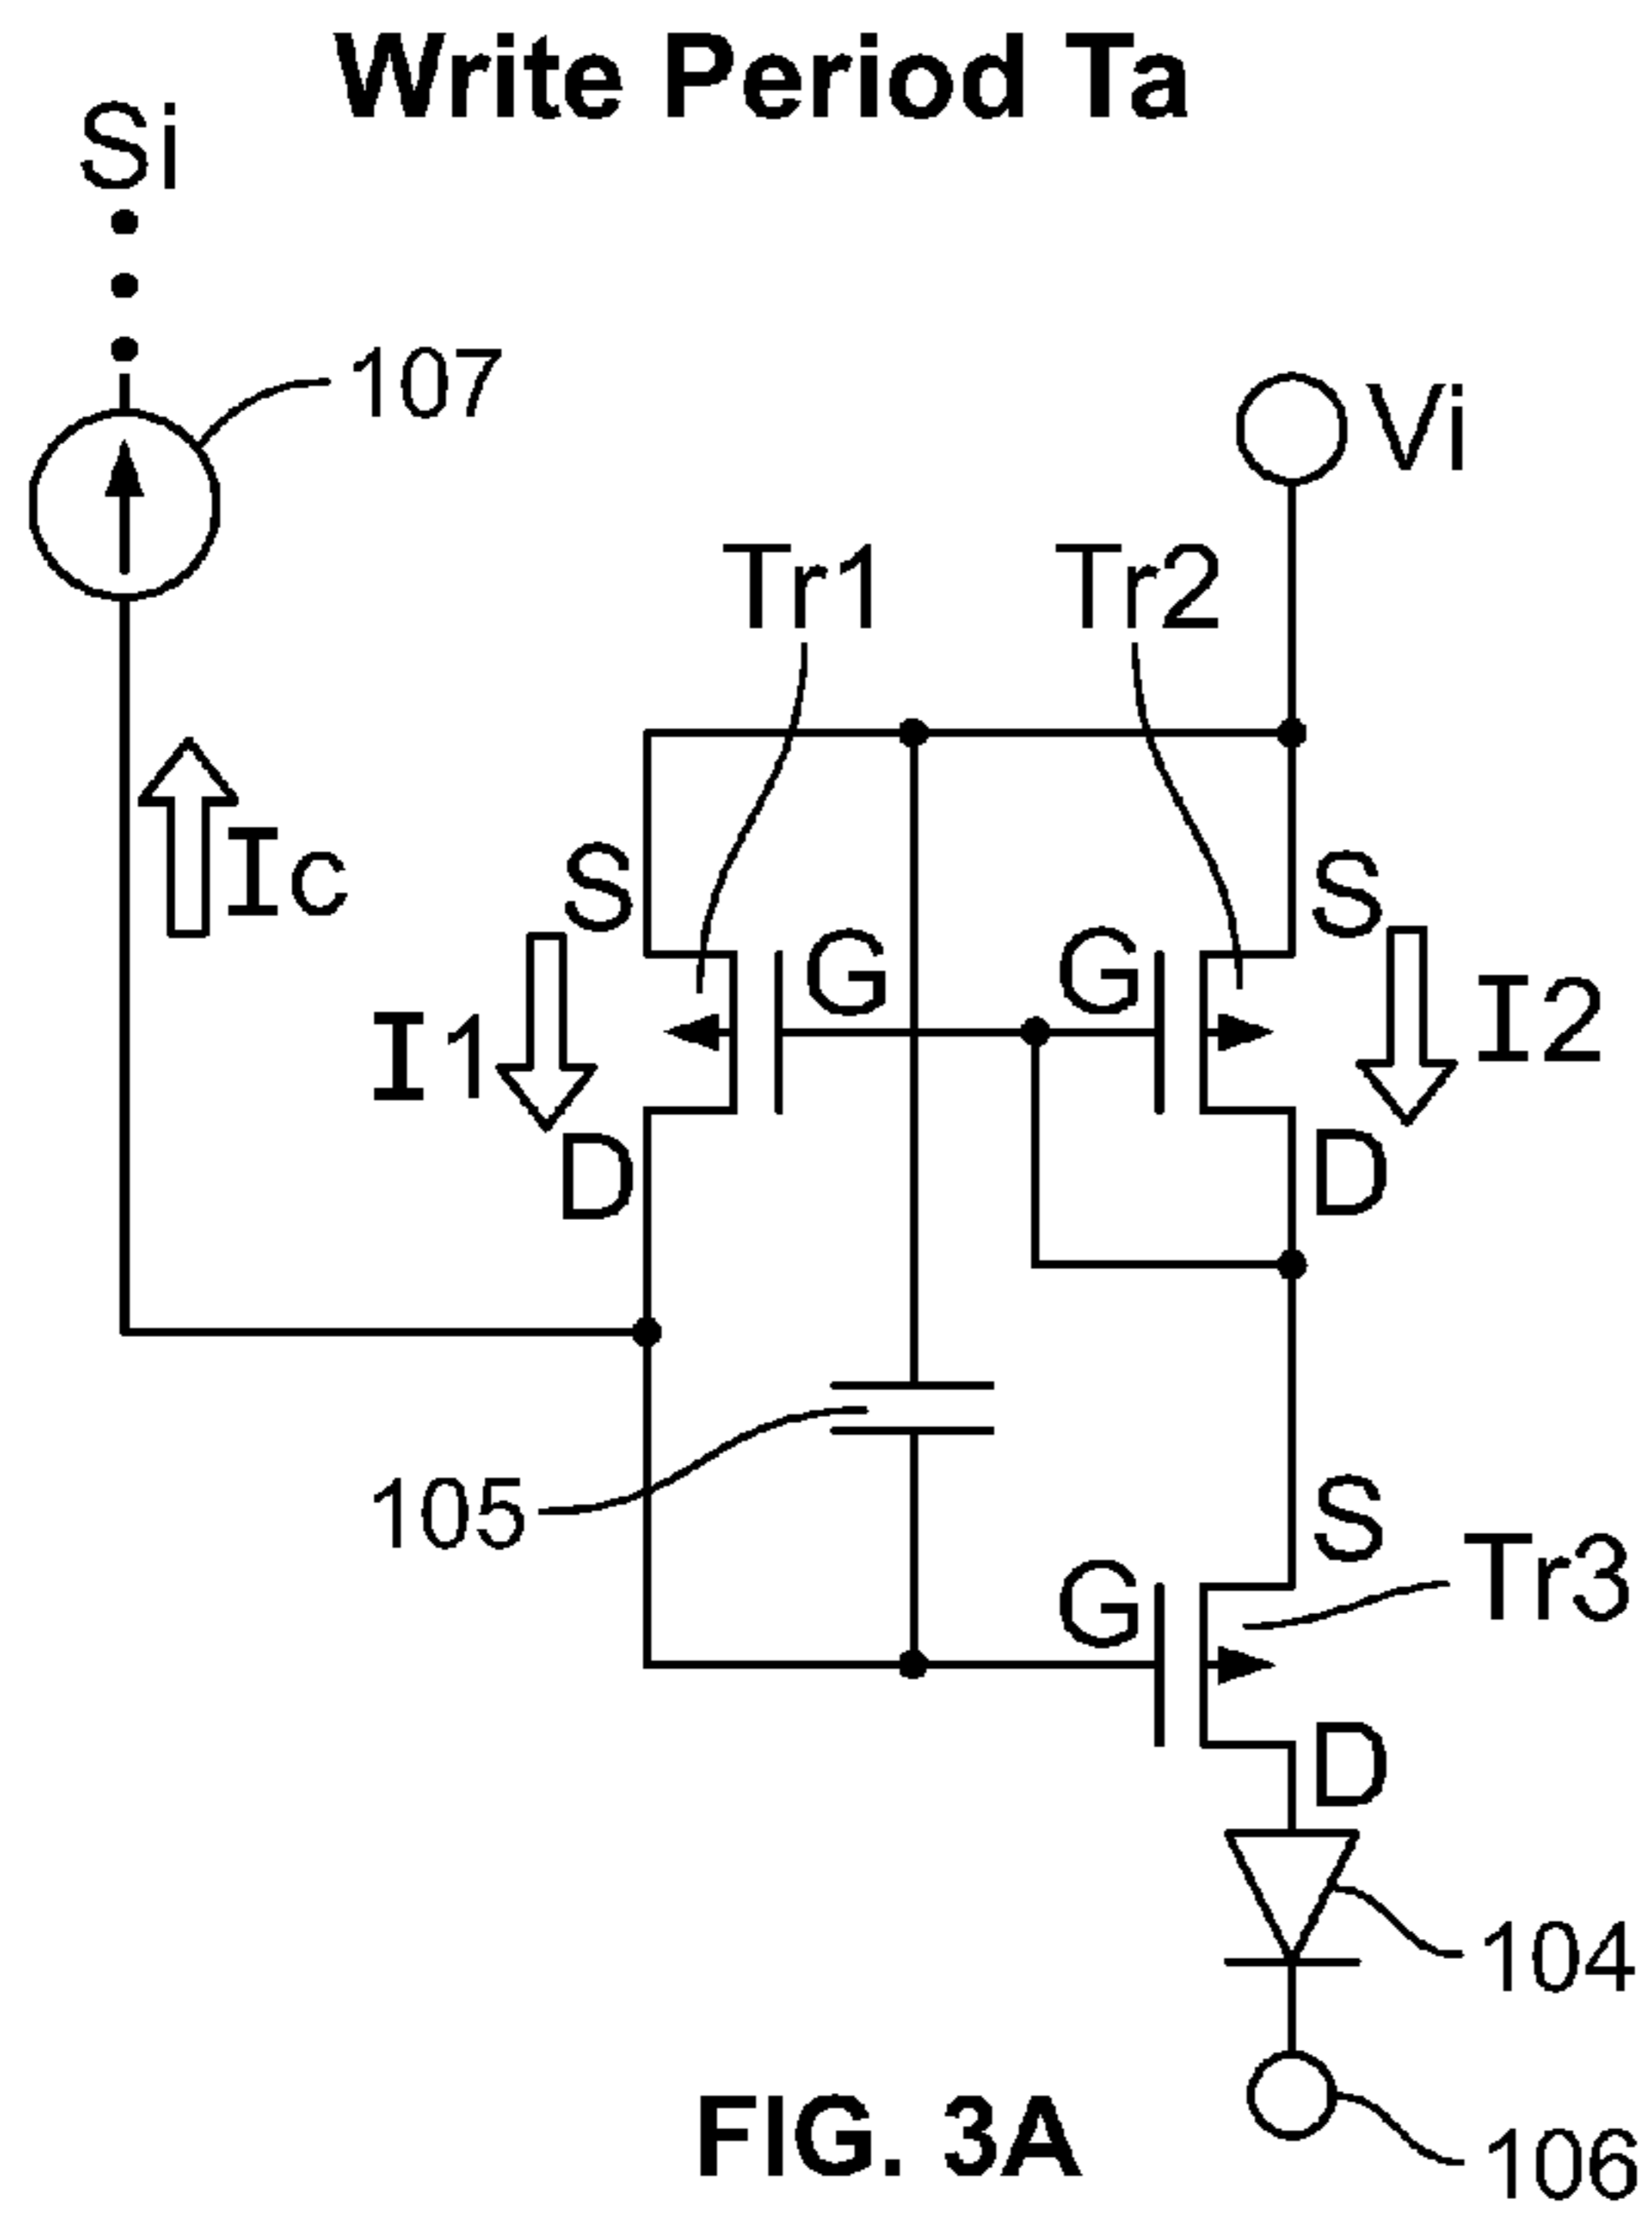 Write Period Ta
Si
107
Vi
Tr1
Tr2
Ic
S
S
G
G
I1
I2
D
D
105
S
Tr3
G
D
104
FIG. 3A
106